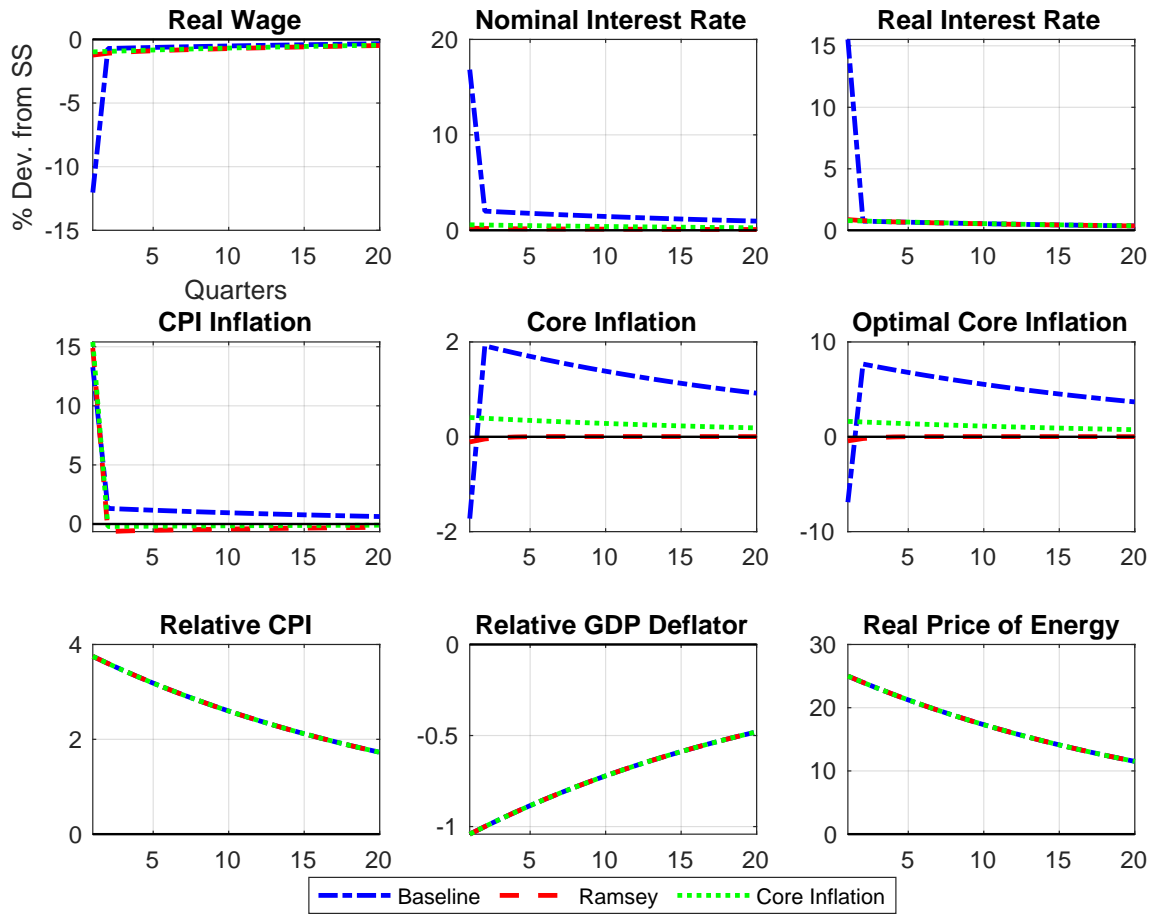 Real Wage
Nominal Interest Rate
Real Interest Rate
% Dev. from SS
0
-5
-10
-15
5 10 15 20
Quarters
20
10
0
5 10 15 20
15
10
5
0
5 10 15 20
CPI Inflation
Core Inflation
Optimal Core Inflation
15
10
5
0
5 10 15 20
2
0
-2
5 10 15 20
10
0
-10
5 10 15 20
Relative CPI
Relative GDP Deflator
Real Price of Energy
4
2
0
5 10 15 20
0
-0.5
-1
5 10 15 20
30
20
10
0
5 10 15 20
Baseline Ramsey Core Inflation